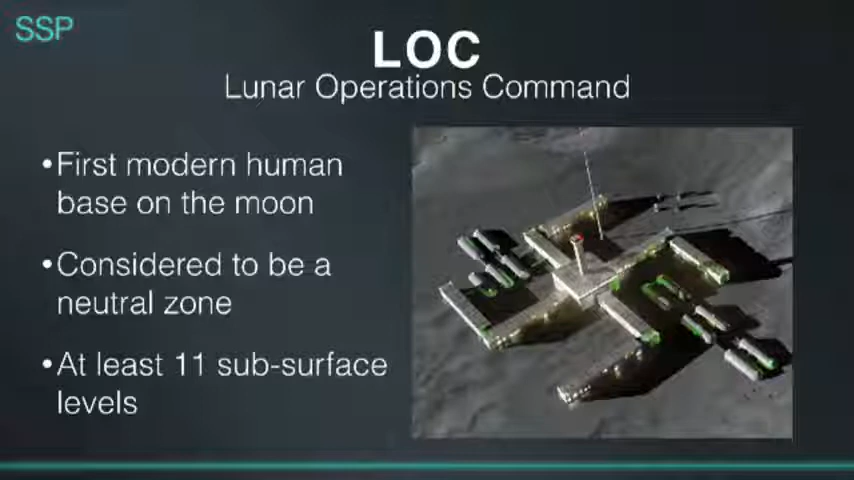 SSP
LOC
Lunar Operations Command
•First modern human
base on the moon
•Considered to be a
neutral zone
•At least 11 sub-surface
levels